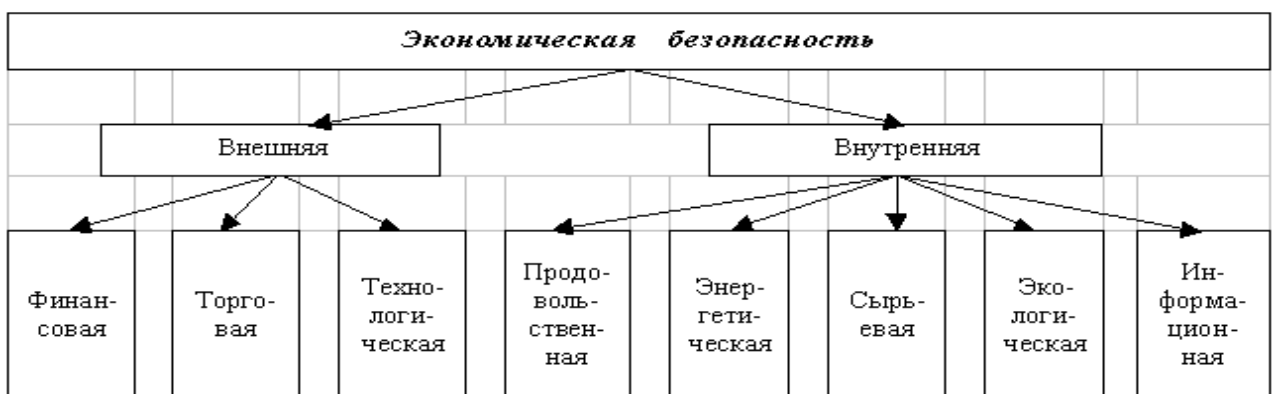 Экономическая безопасность
Внешняя
Внутренняя
Финан-
совая
Торго-
вая
Техно-
логи-
ческая
Продо-
воль-
ствен-
ная
Энер-
гети-
ческая
Сырь-
евая
Эко-
логи-
ческая
Ин-
форма-
цион-
ная